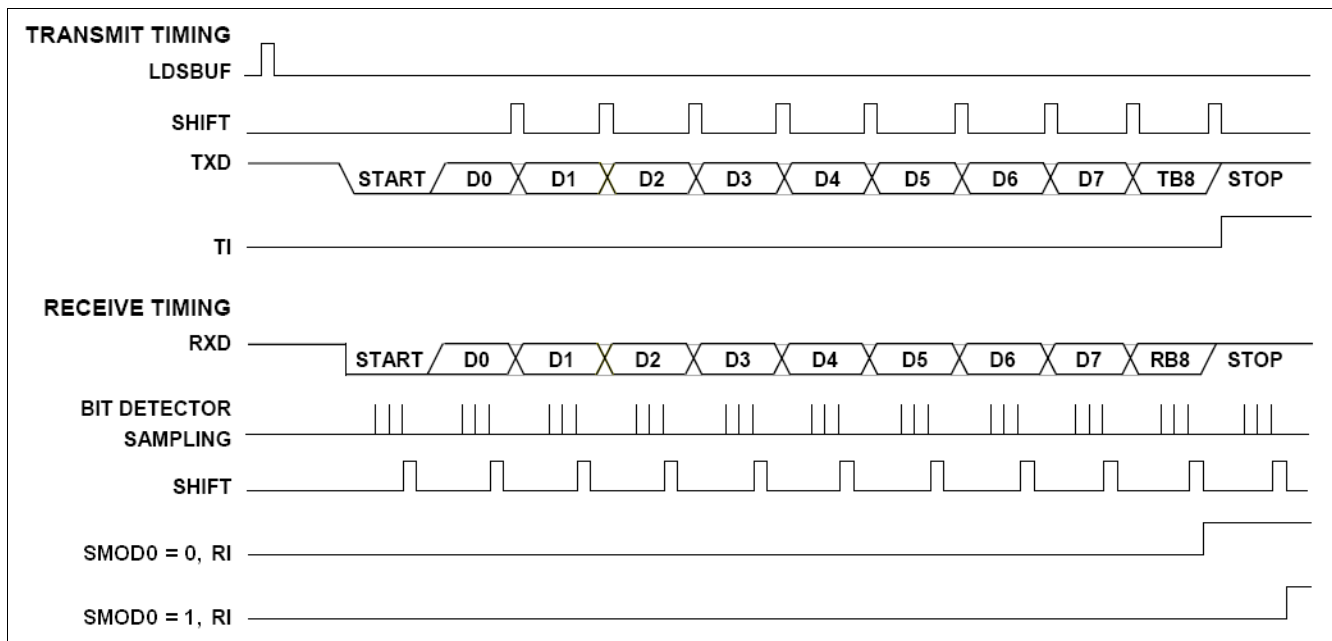 TRANSMIT TIMING
LDSBUF
SHIFT
TXD
START D0 D1 D2 D3 D4 D5 D6 D7 TB8 STOP
TI
RECEIVE TIMING
RXD
START D0 D1 D2 D3 D4 D5 D6 D7 RB8 STOP
BIT DETECTOR
SAMPLING
SHIFT
SMOD0 = 0, RI
SMOD0 = 1, RI